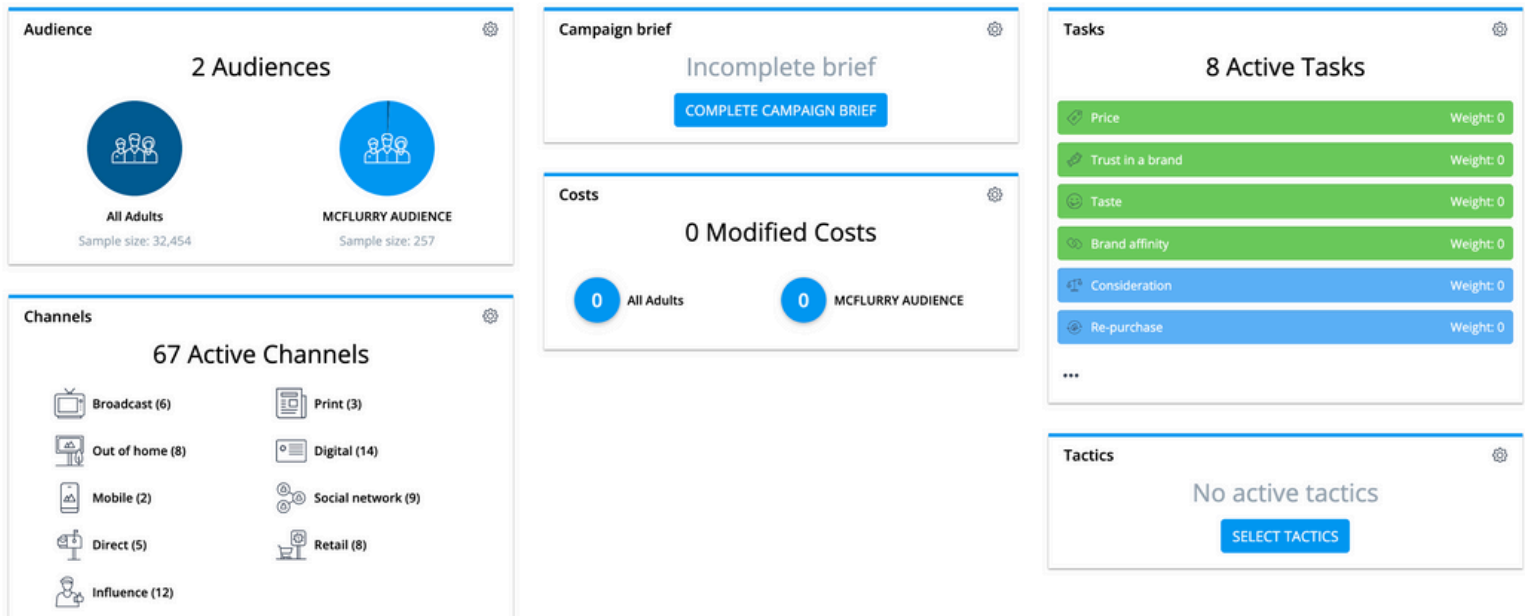 Audience
2 Audiences
All Adults
Sample size: 32,454
MCFLURRY AUDIENCE
Sample size: 257
Channels
67 Active Channels
Broadcast (6)
Print (3)
Out of home (8)
Digital (14)
Mobile (2)
Social network (9)
Direct (5)
Retail (8)
Influence (12)
Campaign brief
Incomplete brief
COMPLETE CAMPAIGN BRIEF
Costs
0 Modified Costs
0 All Adults
0 MCFLURRY AUDIENCE
Tasks
8 Active Tasks
Price Weight: 0
Trust in a brand Weight: 0
Taste Weight: 0
Brand affinity Weight: 0
Consideration Weight: 0
Re-purchase Weight: 0
...
Tactics
No active tactics
SELECT TACTICS